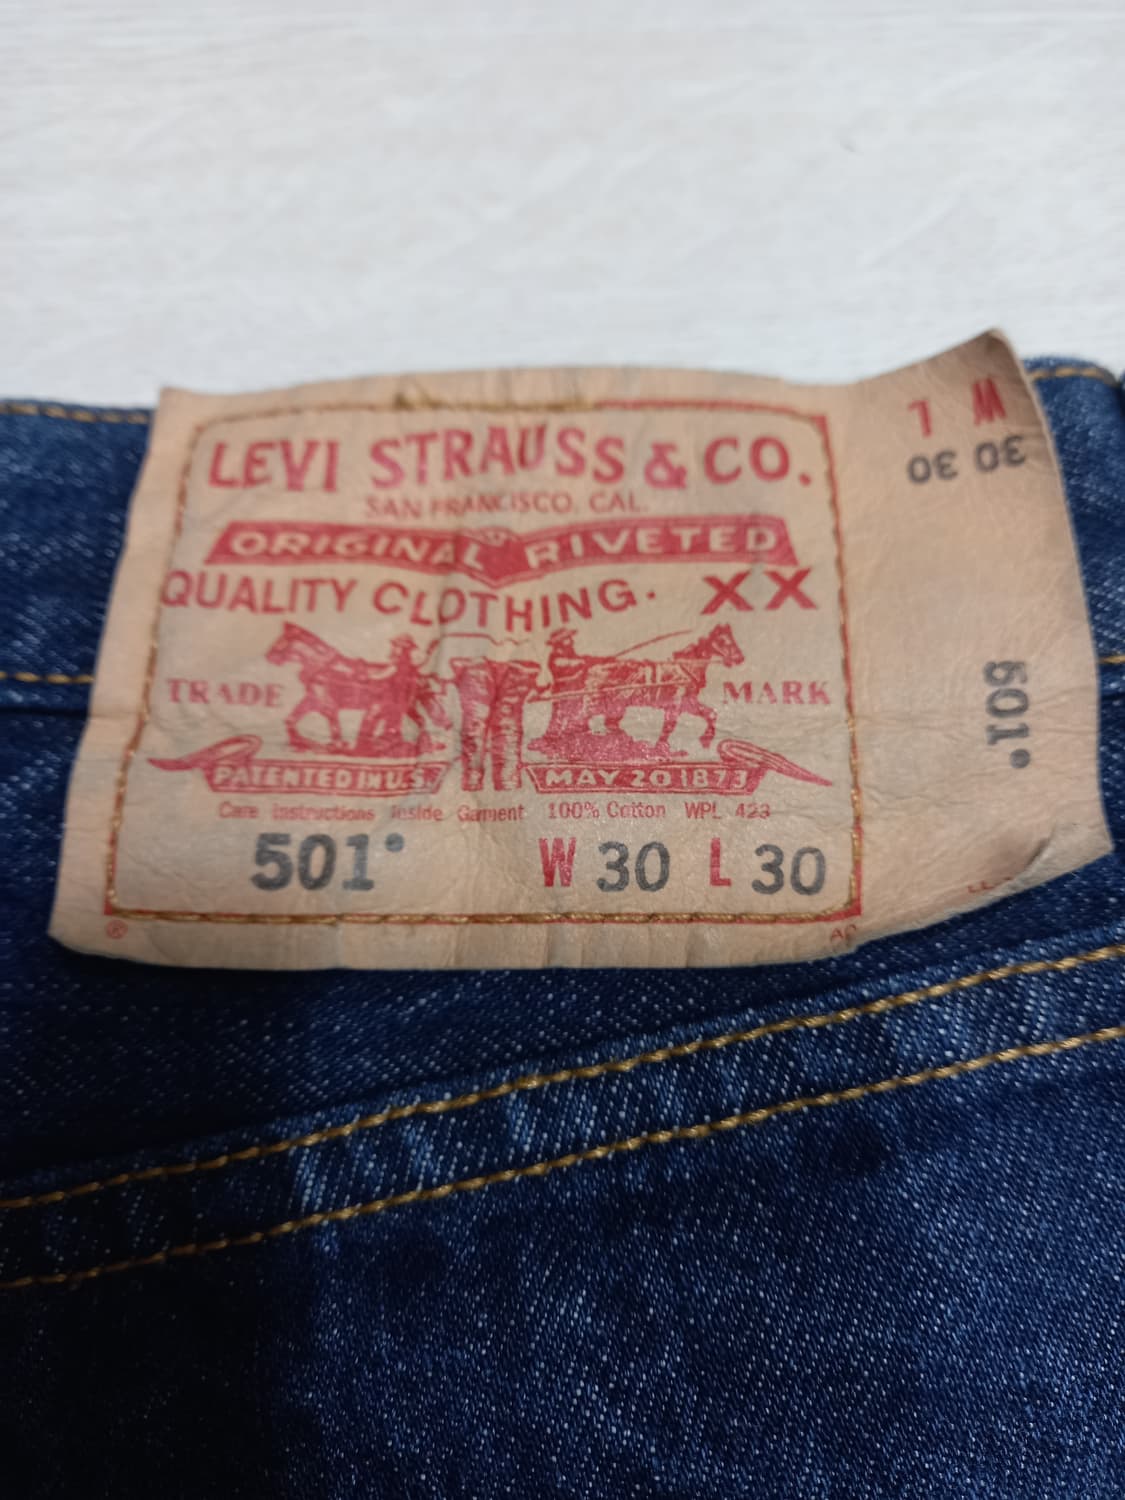 LEVI STRAUSS & CO.
SAN FRANCISCO, CAL.
ORIGINAL RIVETED
QUALITY CLOTHING. XX
TRADE MARK
PATENTED IN U.S. MAY 20 1873
Care instructions inside Garment 100% Cotton WPL 423
501® W 30 L 30
®
W L
30 30
501®